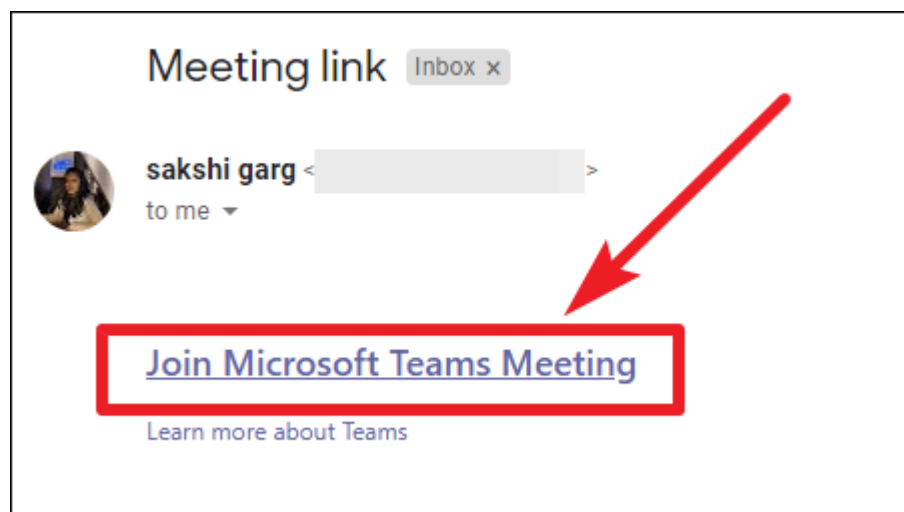 Meeting link Inbox x
sakshi garg < >
to me
Join Microsoft Teams Meeting
Learn more about Teams